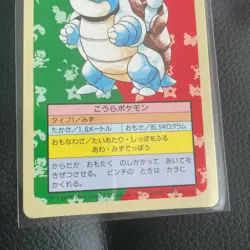 こうらポケモン
タイプ/みず
たかさ/1.6メートル おもさ/85.5キログラム
おもなわざ/たいあたり・しっぽをふる
あわ・みずでっぽう
からだが おもたく のしかかって あいてを
きぜつさせる。 ピンチの ときは カラに
かくれる。